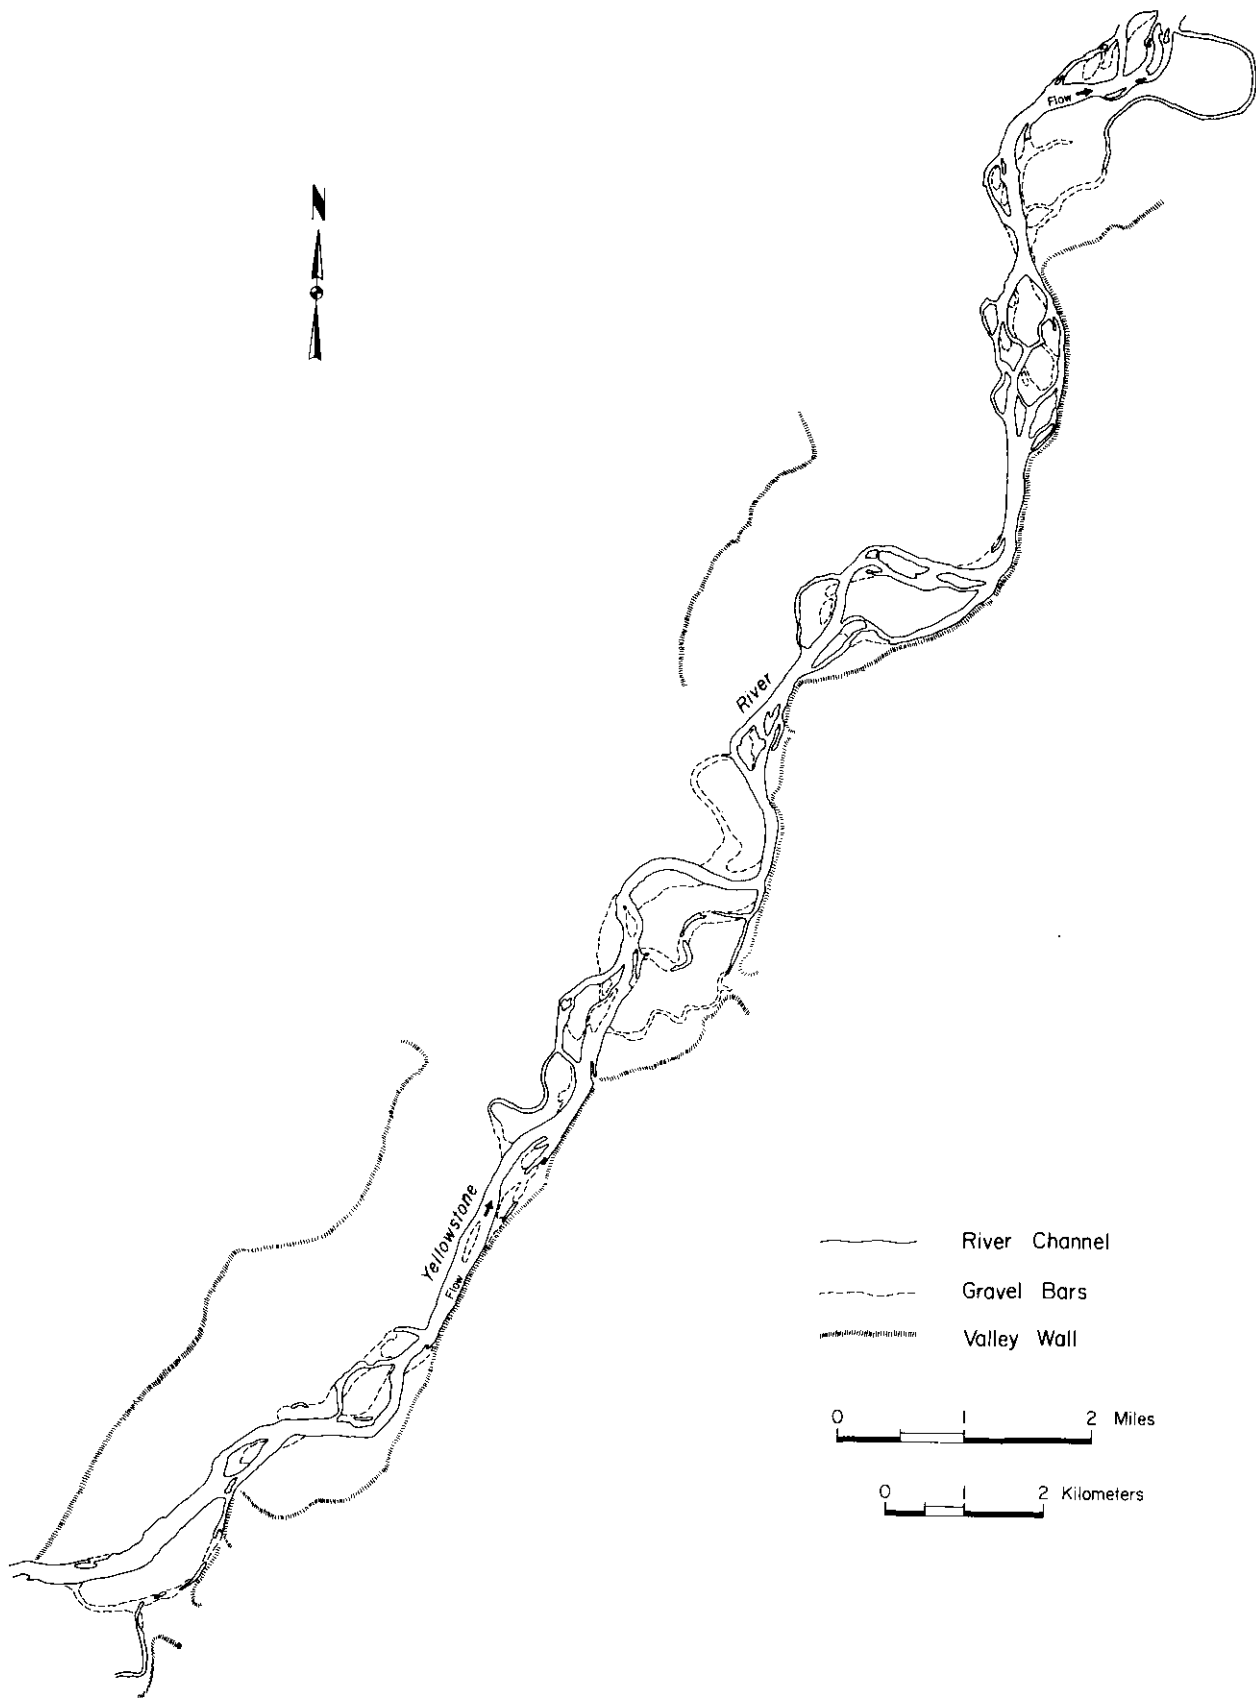 Flow
N
River
Yellowstone
Flow
River Channel
Gravel Bars
Valley Wall
0 1 2 Miles
0 1 2 Kilometers